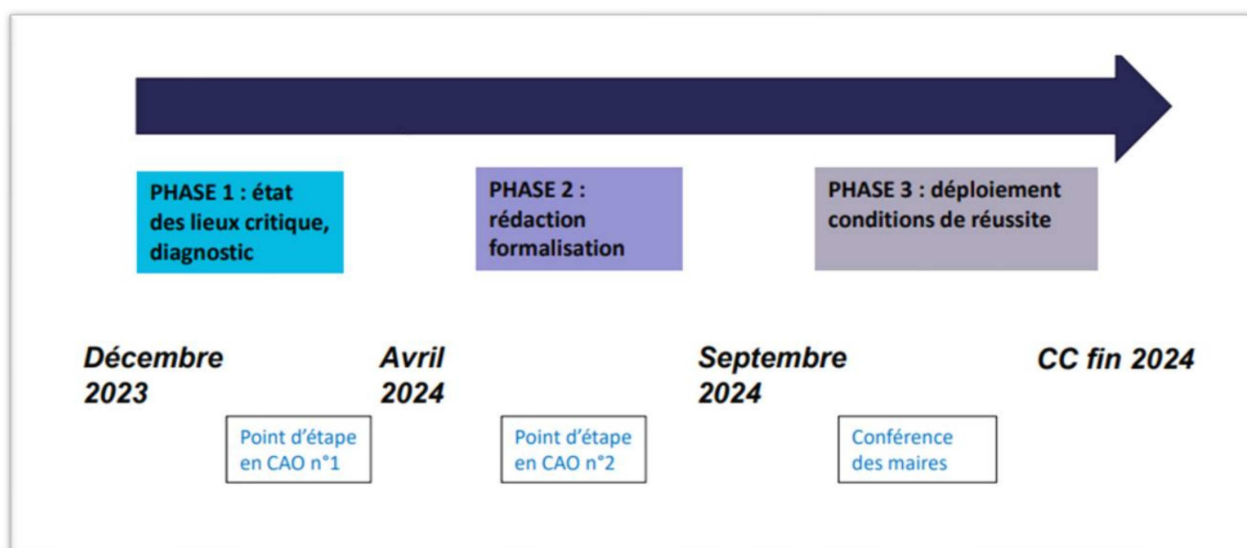 PHASE 1 : état
des lieux critique,
diagnostic
PHASE 2 :
rédaction
formalisation
PHASE 3 : déploiement
conditions de réussite
Décembre
2023
Avril
2024
Septembre
2024
CC fin 2024
Point d’étape
en CAO n°1
Point d’étape
en CAO n°2
Conférence
des maires